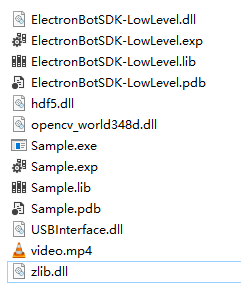 ElectronBotSDK-LowLevel.dll
ElectronBotSDK-LowLevel.exp
ElectronBotSDK-LowLevel.lib
ElectronBotSDK-LowLevel.pdb
hdf5.dll
opencv_world348d.dll
Sample.exe
Sample.exp
Sample.lib
Sample.pdb
USBInterface.dll
video.mp4
zlib.dll